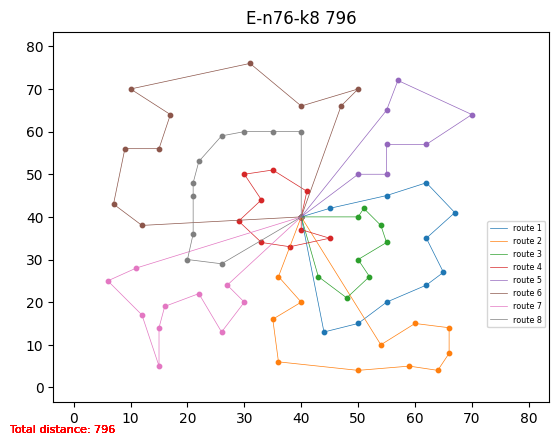 E-n76-k8 796
80
70
60
50
40
30
20
10
0
route 1
route 2
route 3
route 4
route 5
route 6
route 7
route 8
0 10 20 30 40 50 60 70 80
Total distance: 796